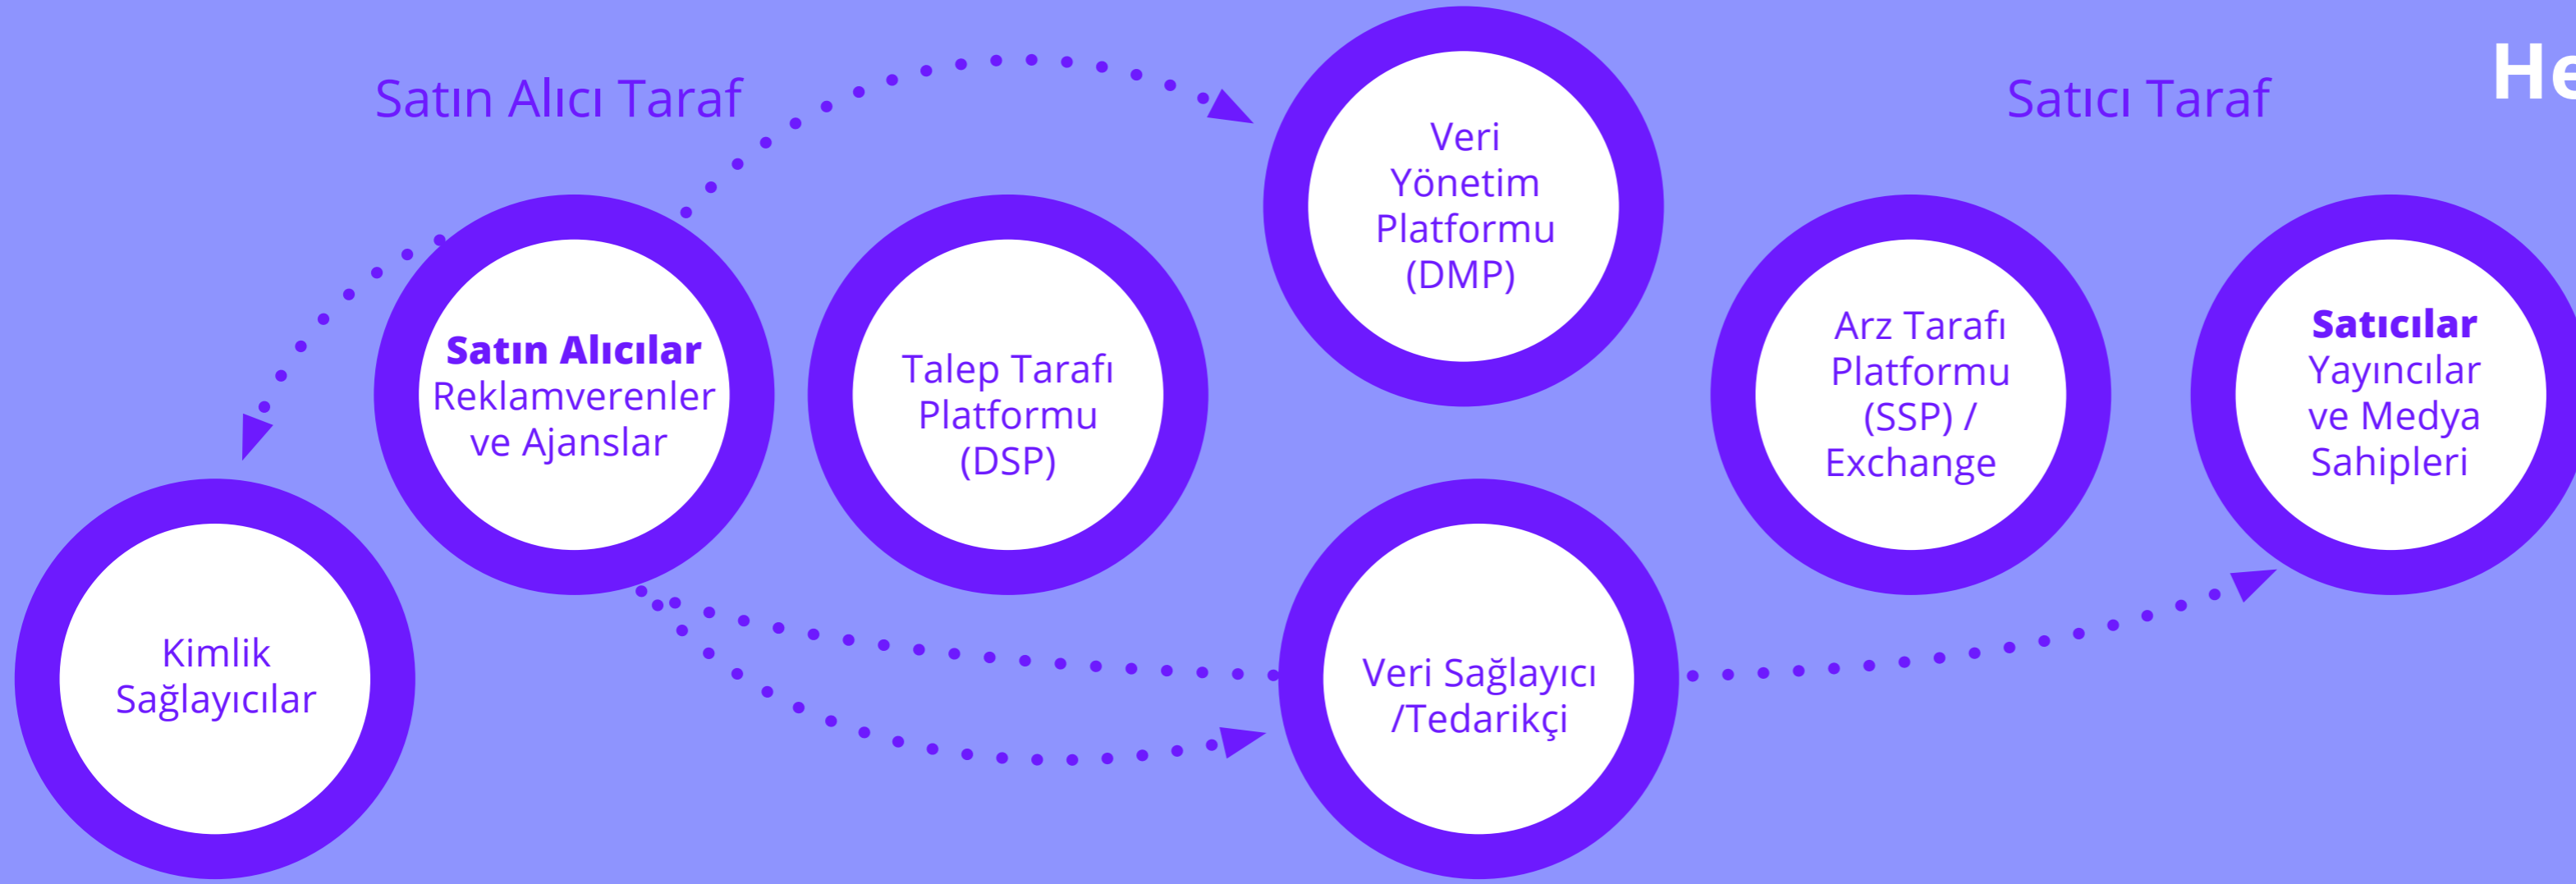 Satın Alıcı Taraf
Satıcı Taraf
He
Veri
Yönetim
Platformu
(DMP)
Satın Alıcılar
Reklamverenler
ve Ajanslar
Talep Tarafı
Platformu
(DSP)
Arz Tarafı
Platformu
(SSP) /
Exchange
Satıcılar
Yayıncılar
ve Medya
Sahipleri
Kimlik
Sağlayıcılar
Veri Sağlayıcı
/Tedarikçi